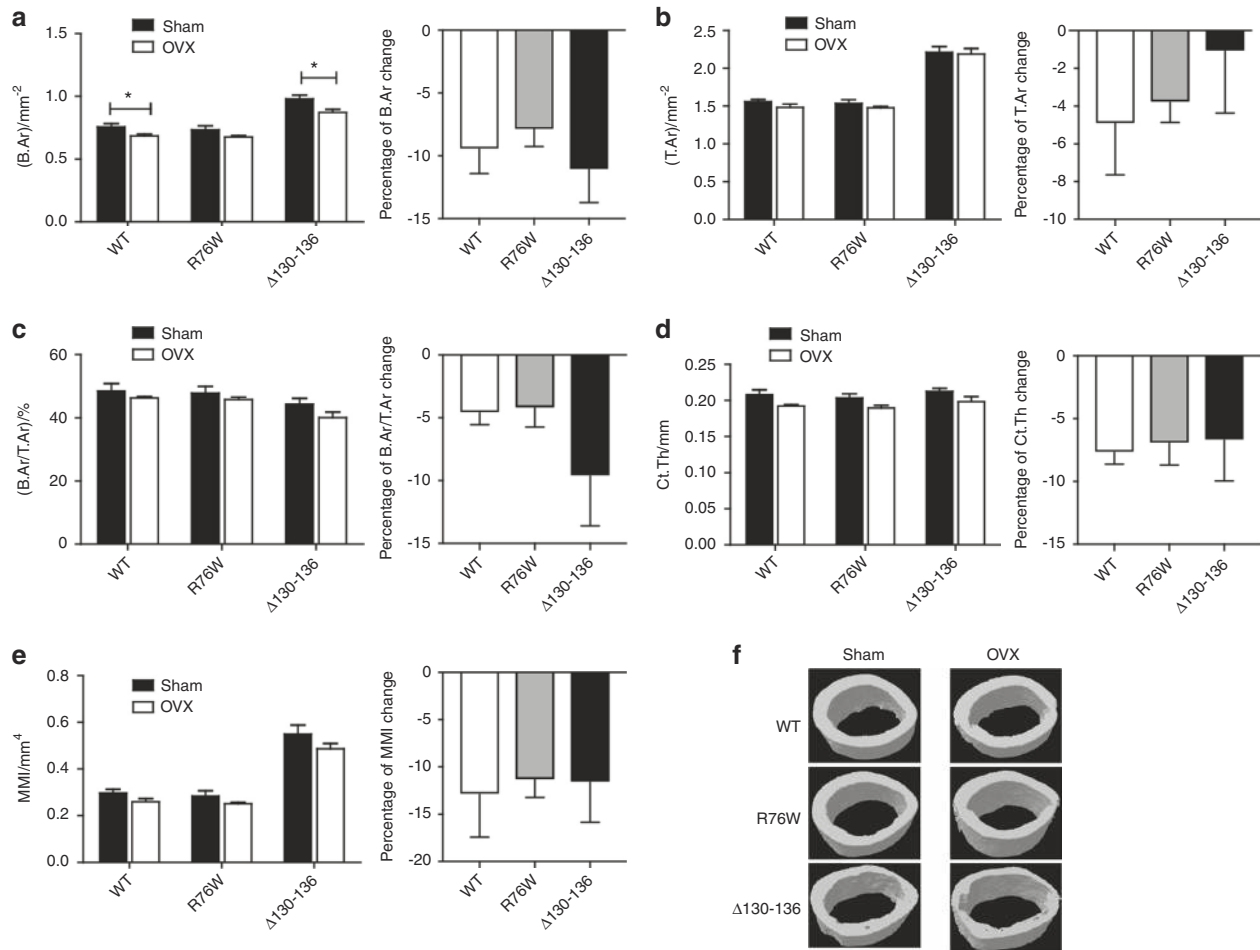 a
Sham
OVX
(B.Ar)/mm-2
1.5
1.0
0.5
0.0
*
*
WT
R76W
Δ130-136
Percentage of B.Ar change
0
-5
-10
-15
WT
R76W
Δ130-136
b
Sham
OVX
(T.Ar)/mm-2
2.5
2.0
1.5
1.0
0.5
0.0
WT
R76W
Δ130-136
Percentage of T.Ar change
0
-2
-4
-6
-8
-10
WT
R76W
Δ130-136
c
Sham
OVX
(B.Ar/T.Ar)/%
60
40
20
0
WT
R76W
Δ130-136
Percentage of B.Ar/T.Ar change
0
-5
-10
-15
WT
R76W
Δ130-136
d
Sham
OVX
Ct.Th/mm
0.25
0.20
0.15
0.10
0.05
0.00
WT
R76W
Δ130-136
Percentage of Ct.Th change
0
-5
-10
-15
WT
R76W
Δ130-136
e
Sham
OVX
MMI/mm4
0.8
0.6
0.4
0.2
0.0
WT
R76W
Δ130-136
Percentage of MMI change
0
-5
-10
-15
-20
WT
R76W
Δ130-136
f
Sham
OVX
WT
R76W
Δ130-136